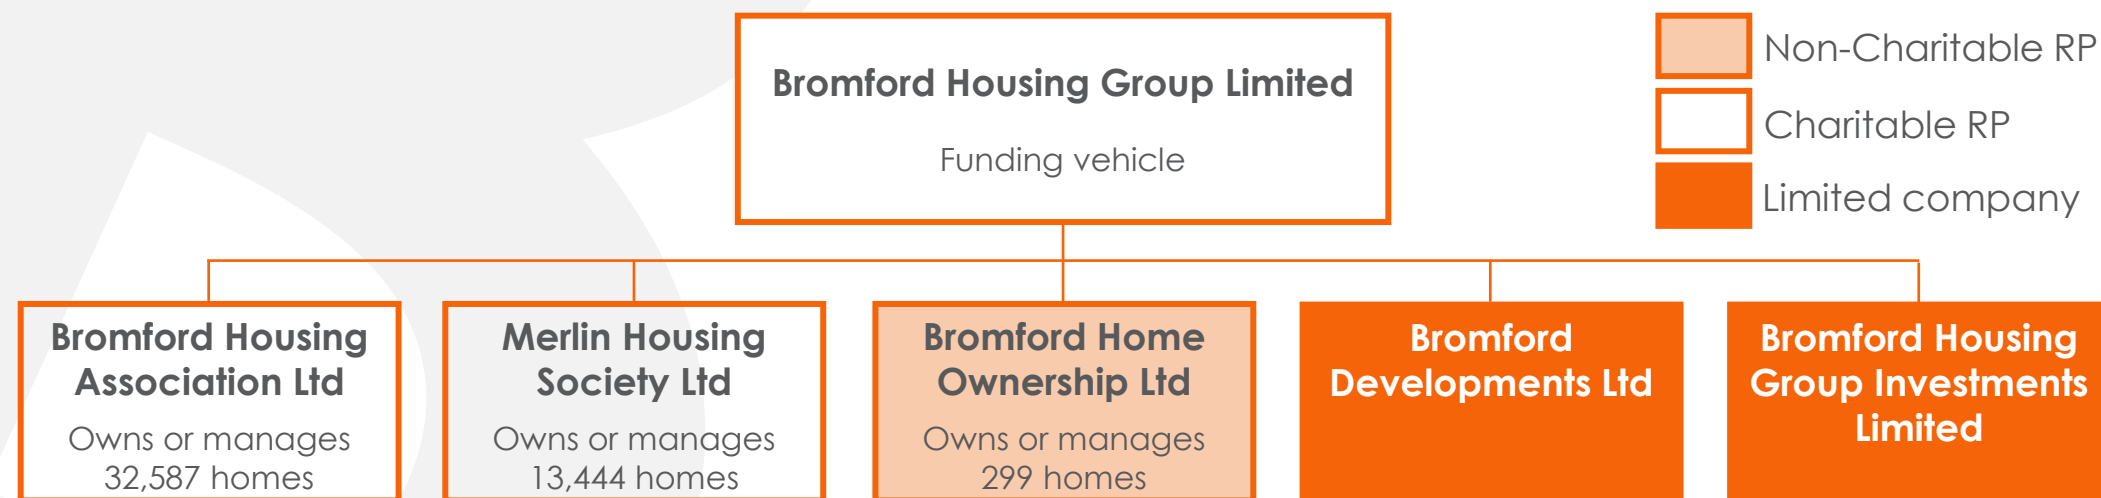 Bromford Housing Group Limited
Funding vehicle
Non-Charitable RP
Charitable RP
Limited company
Bromford Housing
Association Ltd
Owns or manages
32,587 homes
Merlin Housing
Society Ltd
Owns or manages
13,444 homes
Bromford Home
Ownership Ltd
Owns or manages
299 homes
Bromford
Developments Ltd
Bromford Housing
Group Investments
Limited